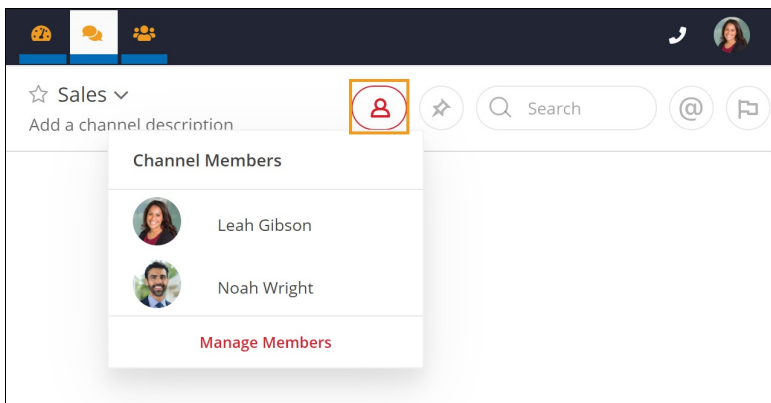 Sales
Search
@
Add a channel description
Channel Members
Leah Gibson
Noah Wright
Manage Members